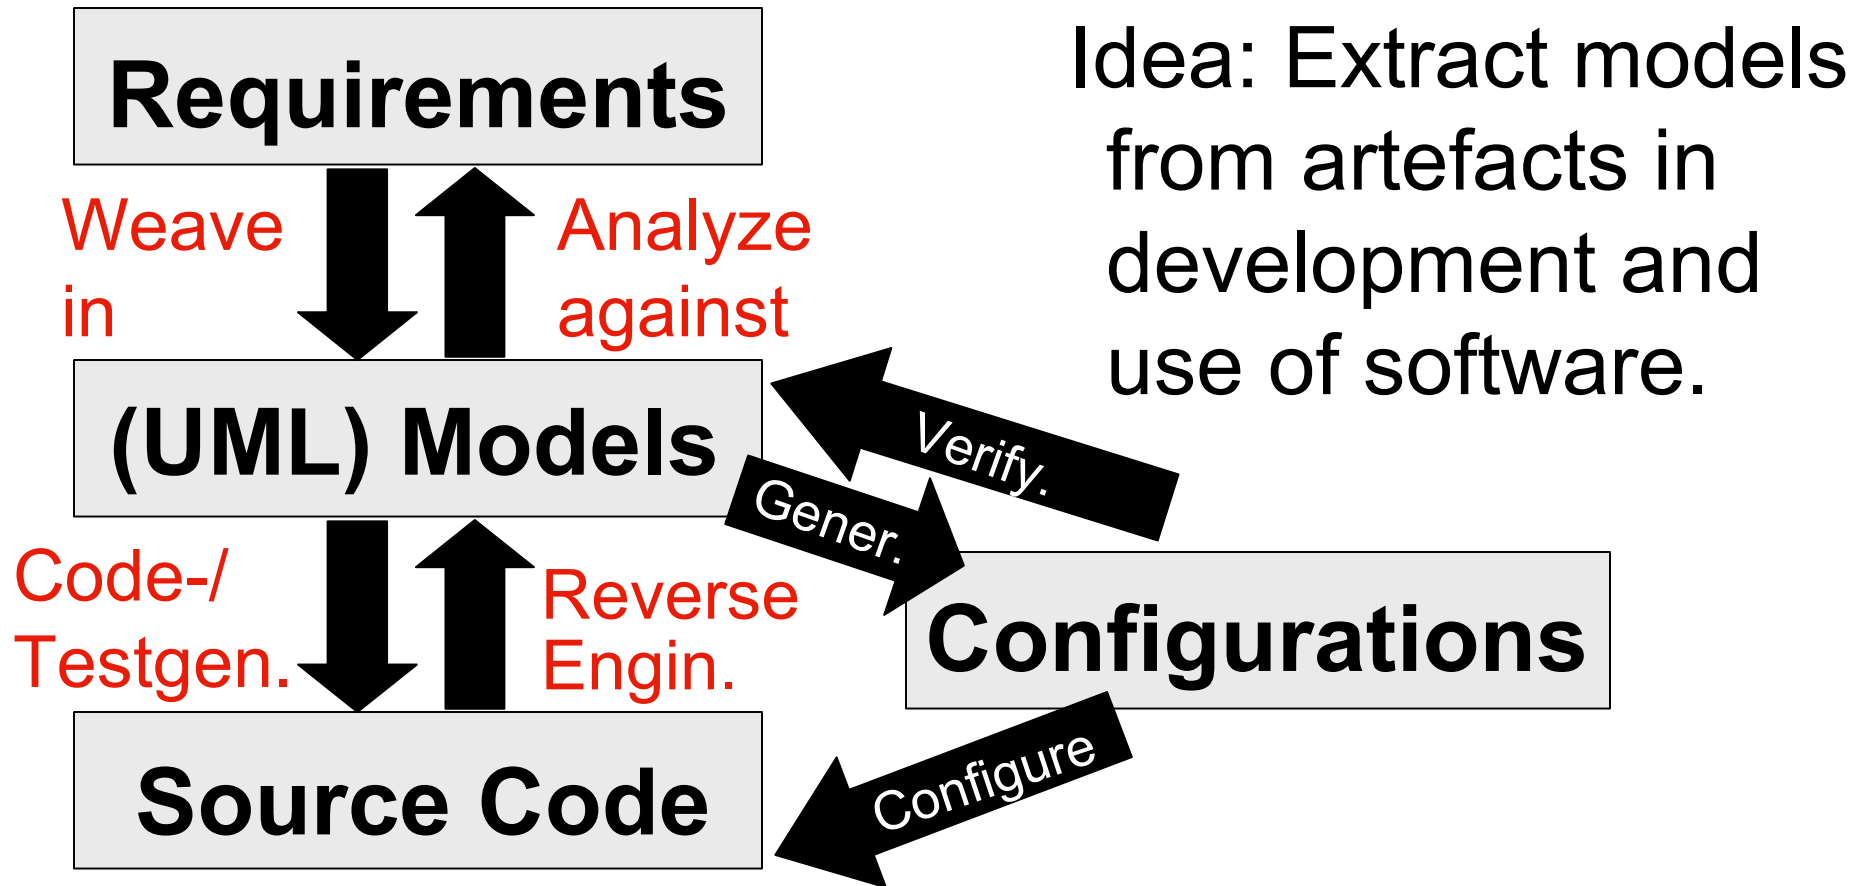 Requirements
Idea: Extract models
from artefacts in
development and
use of software.
Weave
in
Analyze
against
(UML) Models
Verify.
Gener.
Code-/
Testgen.
Reverse
Engin.
Configurations
Configure
Source Code